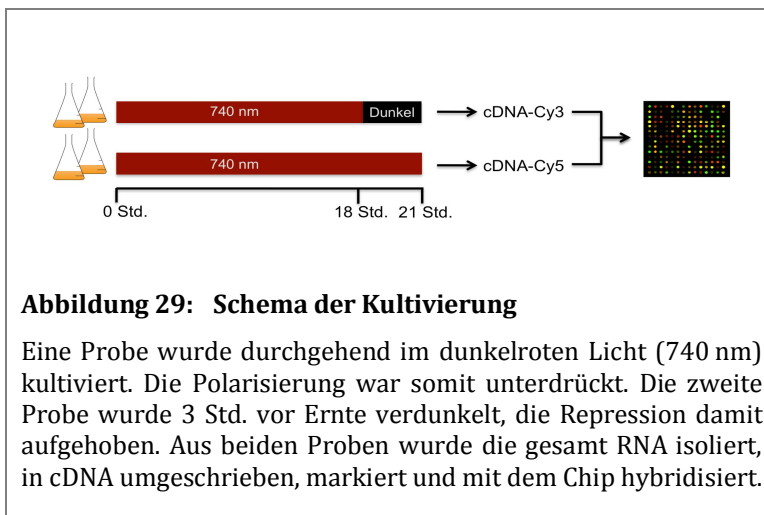 740 nm Dunkel cDNA-Cy3
740 nm cDNA-Cy5
0 Std. 18 Std. 21 Std.
Abbildung 29: Schema der Kultivierung
Eine Probe wurde durchgehend im dunkelroten Licht (740 nm)
kultiviert. Die Polarisierung war somit unterdrückt. Die zweite
Probe wurde 3 Std. vor Ernte verdunkelt, die Repression damit
aufgehoben. Aus beiden Proben wurde die gesamt RNA isoliert,
in cDNA umgeschrieben, markiert und mit dem Chip hybridisiert.